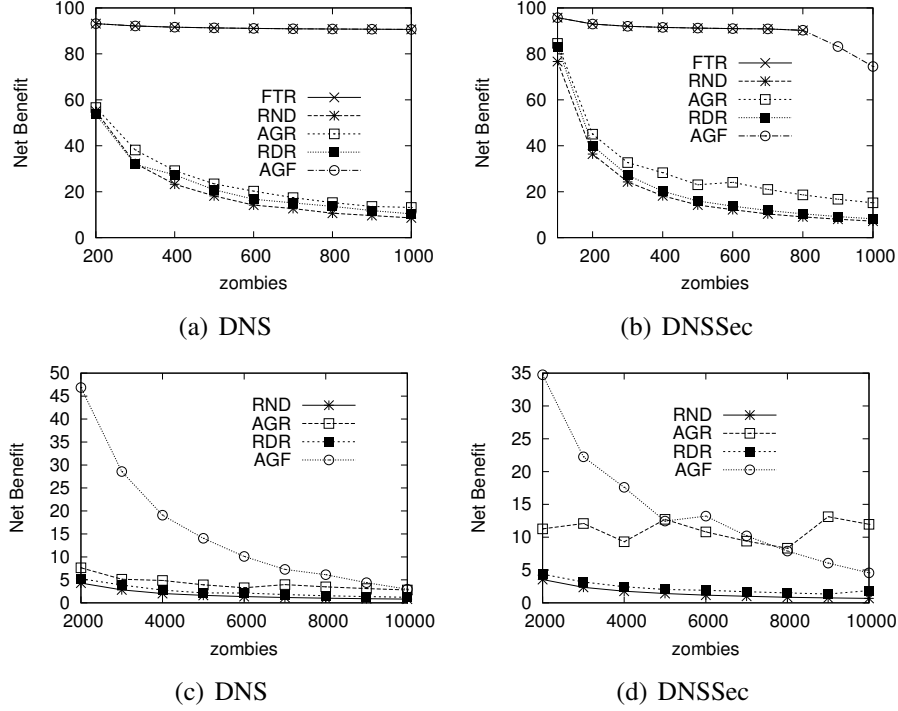 100
80
60
40
20
0
Net Benefit
FTR
RND
AGR
RDR
AGF
200 400 600 800 1000
zombies
(a) DNS
100
80
60
40
20
0
Net Benefit
FTR
RND
AGR
RDR
AGF
200 400 600 800 1000
zombies
(b) DNSSec
50
45
40
35
30
25
20
15
10
5
0
Net Benefit
RND
AGR
RDR
AGF
2000 4000 6000 8000 10000
zombies
(c) DNS
35
30
25
20
15
10
5
0
Net Benefit
RND
AGR
RDR
AGF
2000 4000 6000 8000 10000
zombies
(d) DNSSec